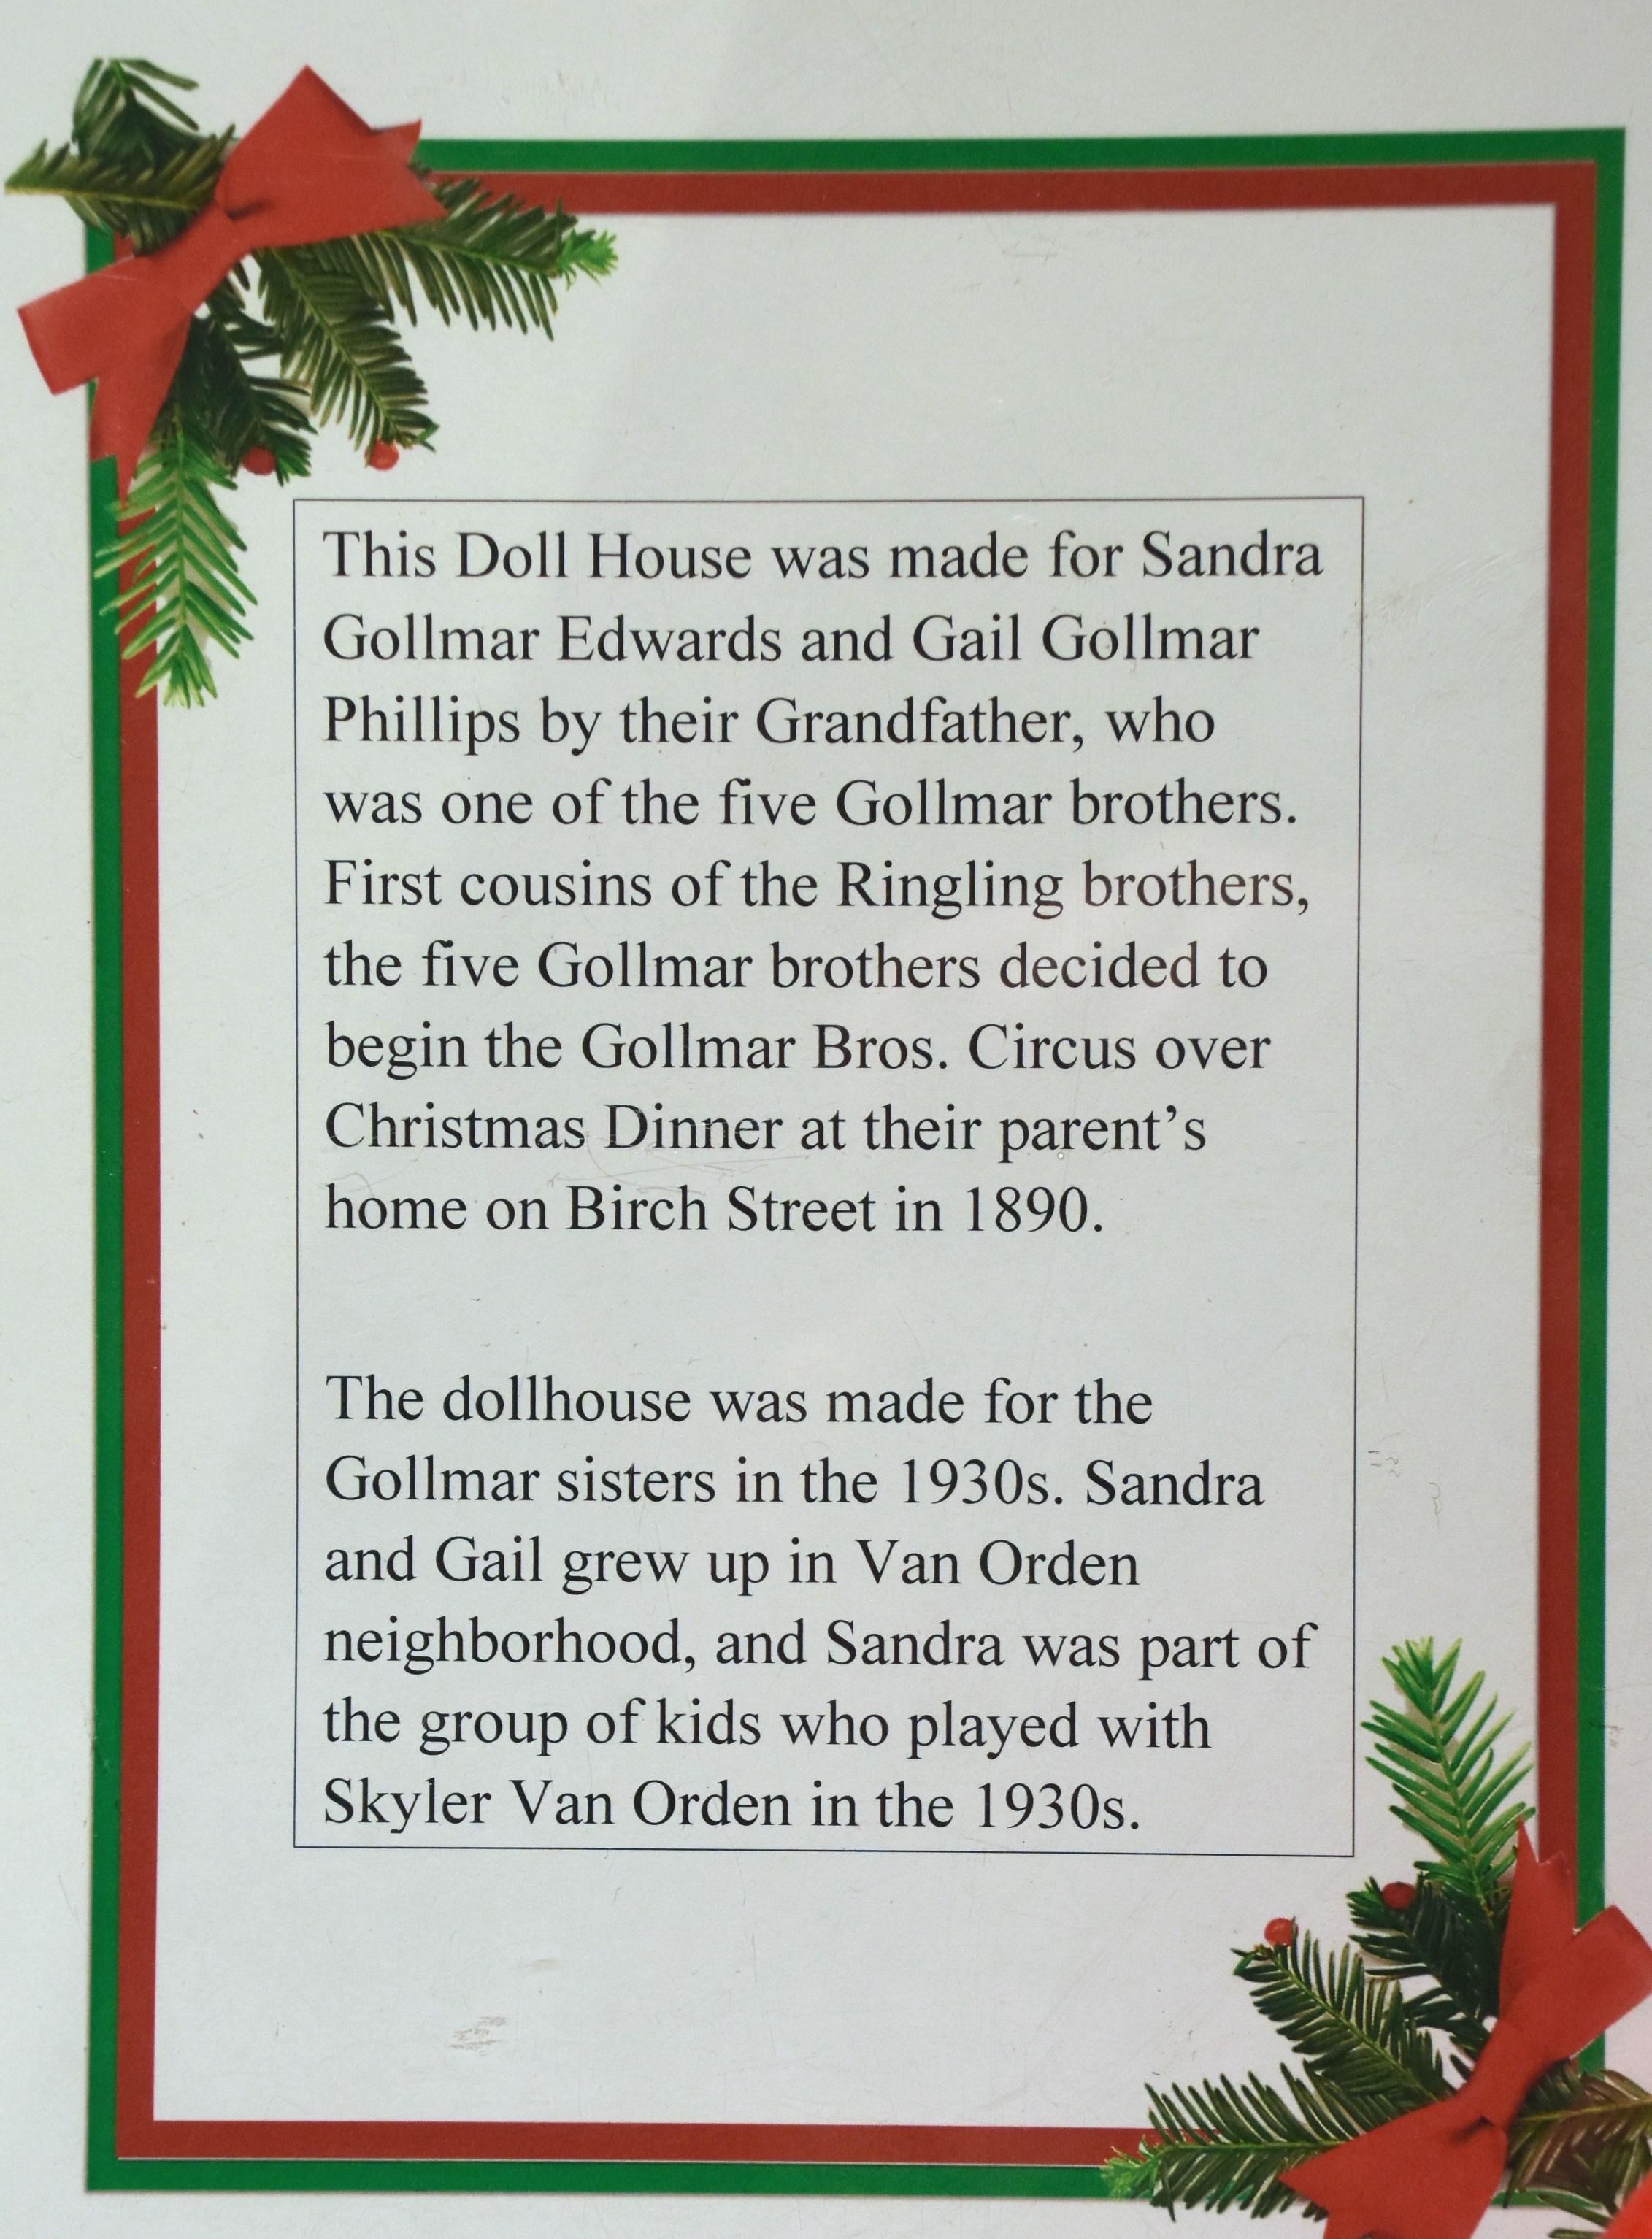 This Doll House was made for Sandra
Gollmar Edwards and Gail Gollmar
Phillips by their Grandfather, who
was one of the five Gollmar brothers.
First cousins of the Ringling brothers,
the five Gollmar brothers decided to
begin the Gollmar Bros. Circus over
Christmas Dinner at their parent’s
home on Birch Street in 1890.
The dollhouse was made for the
Gollmar sisters in the 1930s. Sandra
and Gail grew up in Van Orden
neighborhood, and Sandra was part of
the group of kids who played with
Skyler Van Orden in the 1930s.